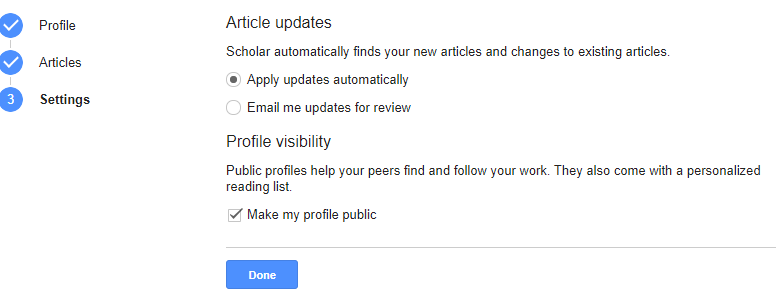 Profile
Articles
3 Settings
Article updates
Scholar automatically finds your new articles and changes to existing articles.
Apply updates automatically
Email me updates for review
Profile visibility
Public profiles help your peers find and follow your work. They also come with a personalized
reading list.
Make my profile public
Done